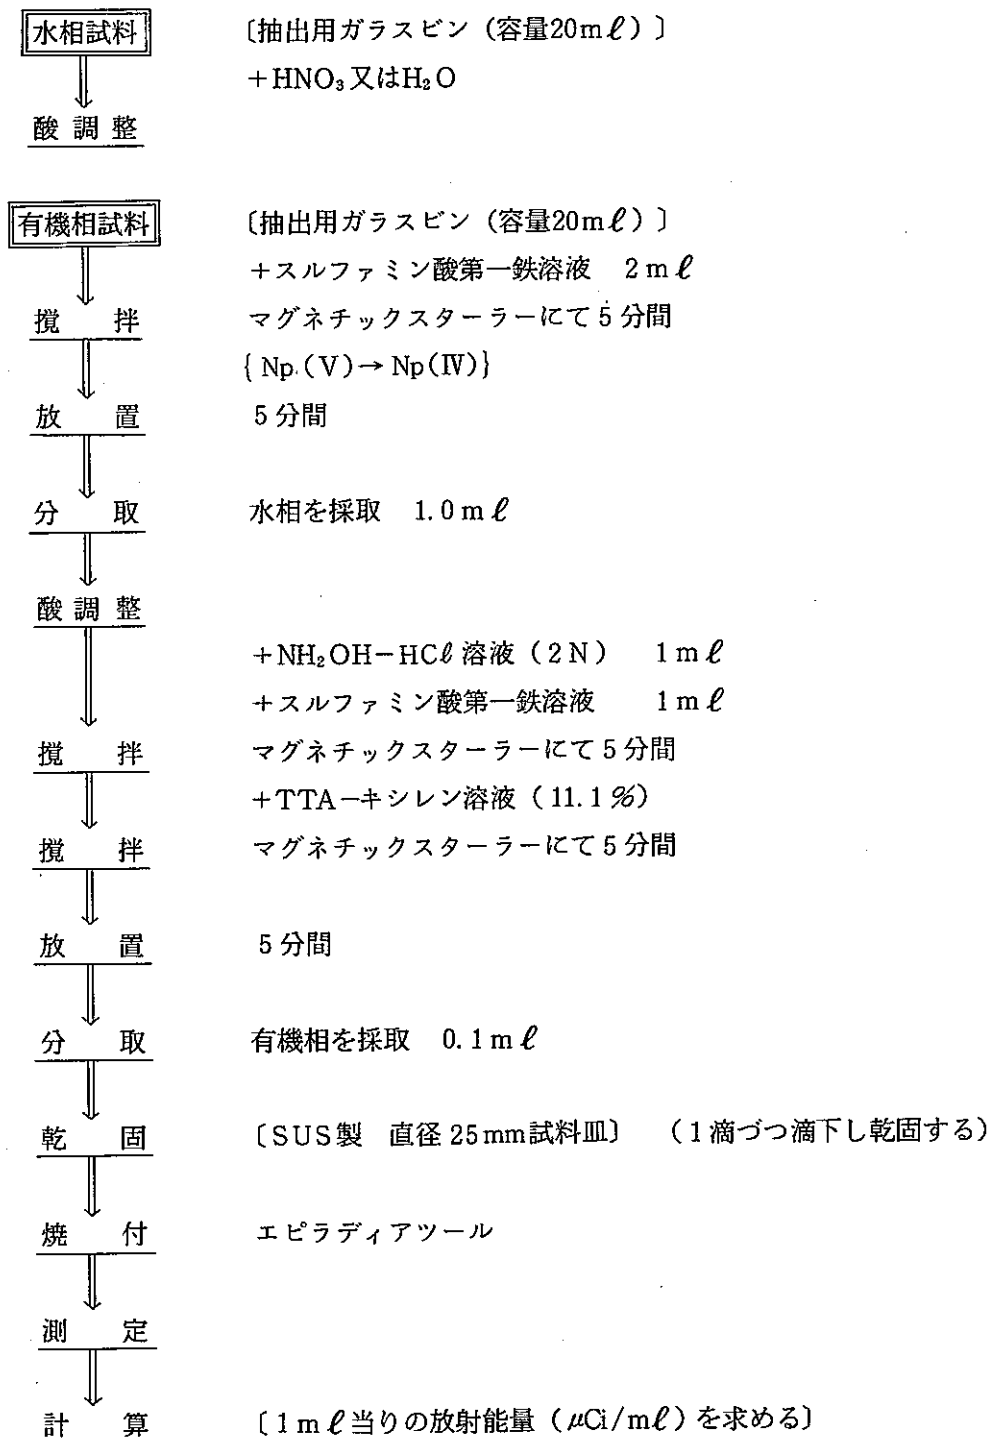 水相試料 〔抽出用ガラスビン（容量20mℓ）〕
＋HNO₃又はH₂O
酸調整
有機相試料 〔抽出用ガラスビン（容量20mℓ）〕
＋スルファミン酸第一鉄溶液 2mℓ
攪拌 マグネチックスターラーにて5分間
{Np(V)→Np(IV)}
放置 5分間
分取 水相を採取 1.0mℓ
酸調整
＋NH₂OH−HCℓ溶液（2N） 1mℓ
＋スルファミン酸第一鉄溶液 1mℓ
攪拌 マグネチックスターラーにて5分間
＋TTA−キシレン溶液（11.1％）
攪拌 マグネチックスターラーにて5分間
放置 5分間
分取 有機相を採取 0.1mℓ
乾固 〔SUS製 直径25mm試料皿〕 （1滴づつ滴下し乾固する）
焼付 エピラディアツール
測定
計算 〔1mℓ当りの放射能量（μCi/mℓ）を求める〕